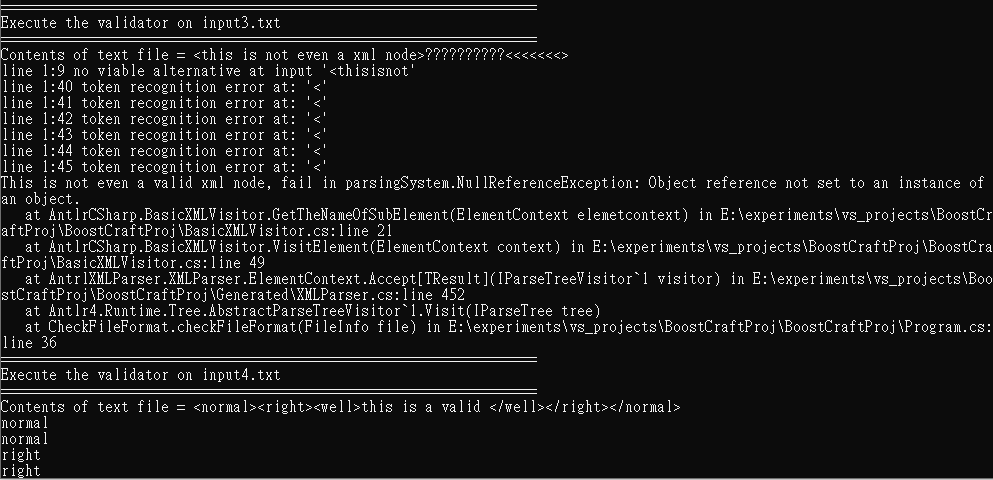 ================================================================
Execute the validator on input3.txt
================================================================
Contents of text file = <this is not even a xml node>??????????<<<<<<<>
line 1:9 no viable alternative at input '<thisisnot'
line 1:40 token recognition error at: '<'
line 1:41 token recognition error at: '<'
line 1:42 token recognition error at: '<'
line 1:43 token recognition error at: '<'
line 1:44 token recognition error at: '<'
line 1:45 token recognition error at: '<'
This is not even a valid xml node, fail in parsingSystem.NullReferenceException: Object reference not set to an instance of
an object.
   at AntlrCSharp.BasicXMLVisitor.GetTheNameOfSubElement(ElementContext elemetcontext) in E:\experiments\vs_projects\BoostCr
aftProj\BoostCraftProj\BasicXMLVisitor.cs:line 21
   at AntlrCSharp.BasicXMLVisitor.VisitElement(ElementContext context) in E:\experiments\vs_projects\BoostCraftProj\BoostCra
ftProj\BasicXMLVisitor.cs:line 49
   at AntrlXMLParser.XMLParser.ElementContext.Accept[TResult](IParseTreeVisitor`1 visitor) in E:\experiments\vs_projects\Boo
stCraftProj\BoostCraftProj\Generated\XMLParser.cs:line 452
   at Antlr4.Runtime.Tree.AbstractParseTreeVisitor`1.Visit(IParseTree tree)
   at CheckFileFormat.checkFileFormat(FileInfo file) in E:\experiments\vs_projects\BoostCraftProj\BoostCraftProj\Program.cs:
line 36
================================================================
Execute the validator on input4.txt
================================================================
Contents of text file = <normal><right><well>this is a valid </well></right></normal>
normal
normal
right
right